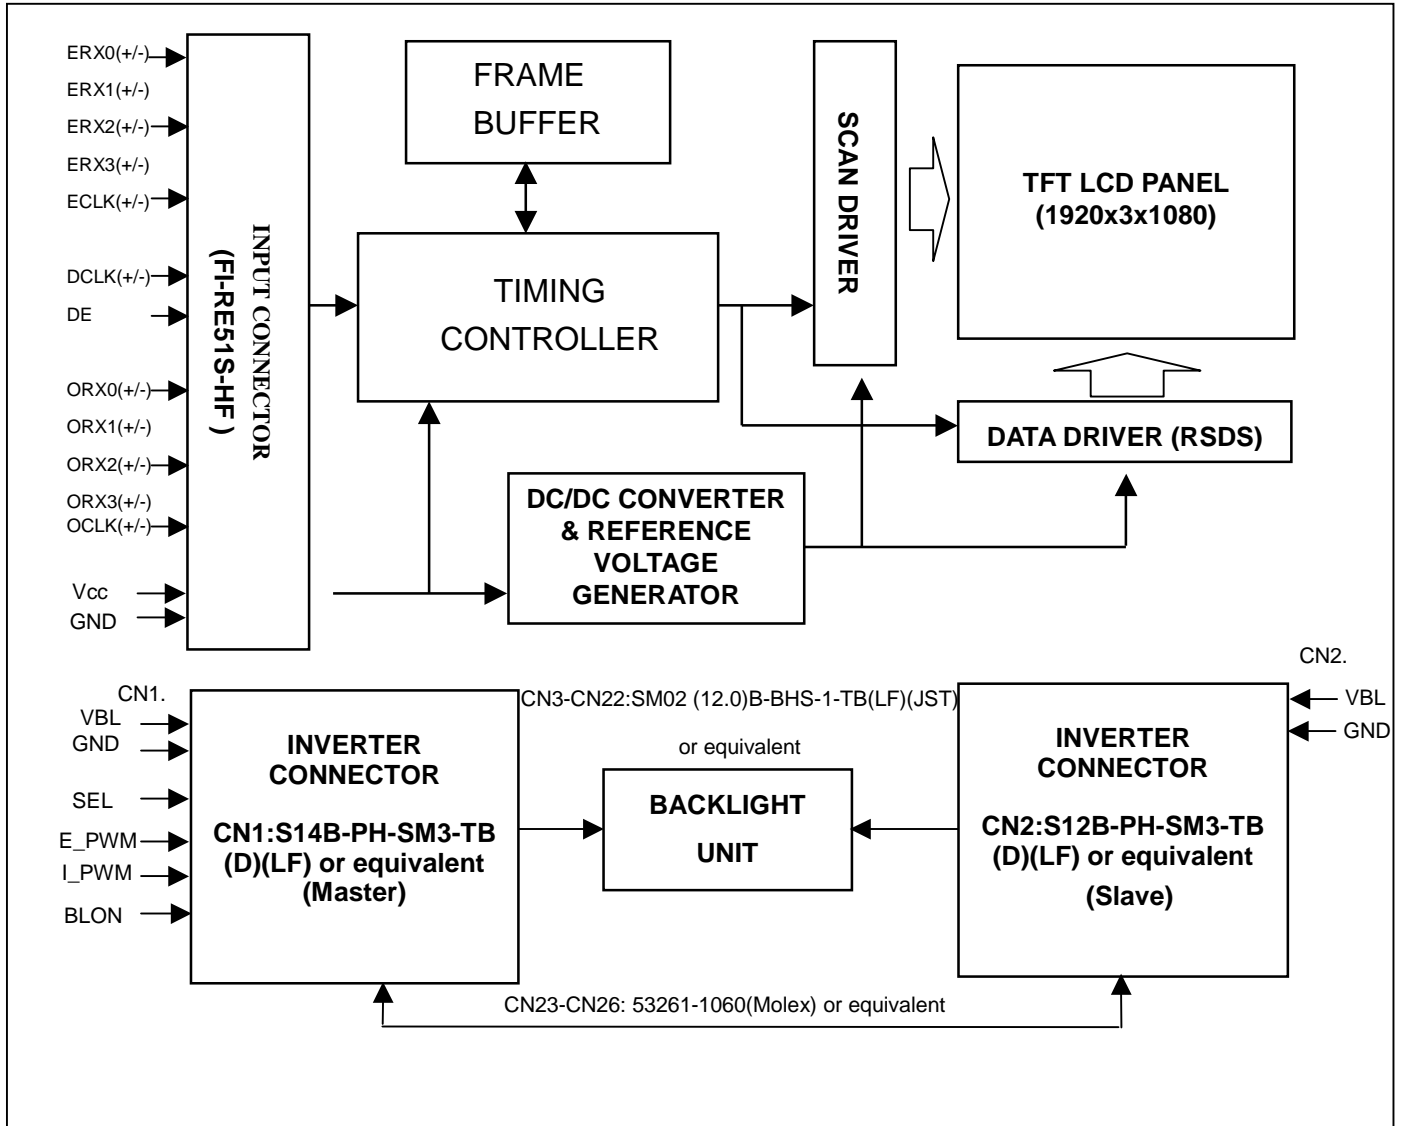 ERX0(+/-)
ERX1(+/-)
ERX2(+/-)
ERX3(+/-)
ECLK(+/-)
DCLK(+/-)
DE
ORX0(+/-)
ORX1(+/-)
ORX2(+/-)
ORX3(+/-)
OCLK(+/-)
Vcc
GND
INPUT CONNECTOR
(FI-RE51S-HF )
FRAME
BUFFER
TIMING
CONTROLLER
SCAN DRIVER
TFT LCD PANEL
(1920x3x1080)
DATA DRIVER (RSDS)
DC/DC CONVERTER
& REFERENCE
VOLTAGE
GENERATOR
CN1.
VBL
GND
SEL
E_PWM
I_PWM
BLON
INVERTER
CONNECTOR
CN1:S14B-PH-SM3-TB
(D)(LF) or equivalent
(Master)
CN3-CN22:SM02 (12.0)B-BHS-1-TB(LF)(JST)
or equivalent
BACKLIGHT
UNIT
INVERTER
CONNECTOR
CN2:S12B-PH-SM3-TB
(D)(LF) or equivalent
(Slave)
CN2.
VBL
GND
CN23-CN26: 53261-1060(Molex) or equivalent